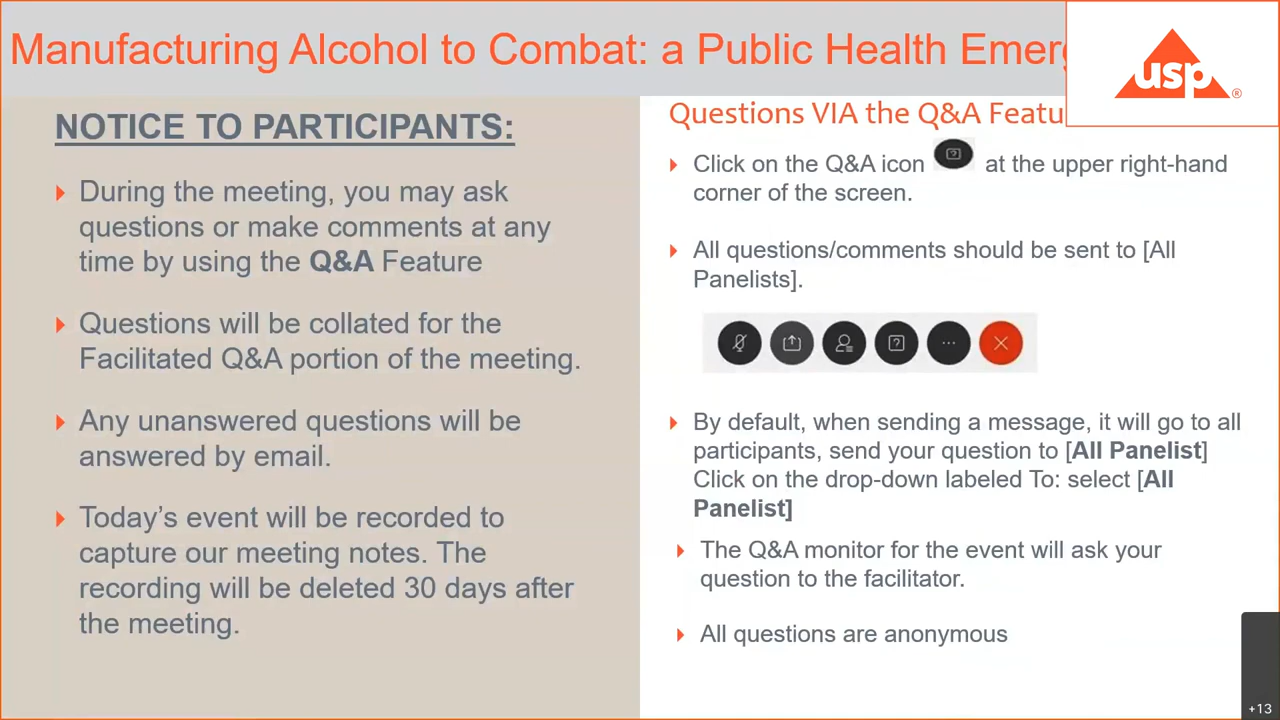 Manufacturing Alcohol to Combat: a Public Health Emerg
usp®
NOTICE TO PARTICIPANTS:
During the meeting, you may ask
questions or make comments at any
time by using the Q&A Feature
Questions will be collated for the
Facilitated Q&A portion of the meeting.
Any unanswered questions will be
answered by email.
Today’s event will be recorded to
capture our meeting notes. The
recording will be deleted 30 days after
the meeting.
Questions VIA the Q&A Featu
Click on the Q&A icon at the upper right-hand
corner of the screen.
All questions/comments should be sent to [All
Panelists].
By default, when sending a message, it will go to all
participants, send your question to [All Panelist]
Click on the drop-down labeled To: select [All
Panelist]
The Q&A monitor for the event will ask your
question to the facilitator.
All questions are anonymous
+13